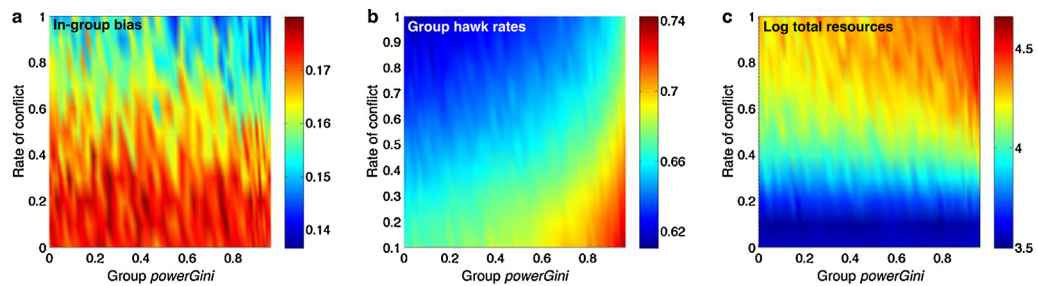 a
In-group bias
Rate of conflict
1
0.8
0.6
0.4
0.2
0
0 0.2 0.4 0.6 0.8
Group powerGini
0.17
0.16
0.15
0.14
b
Group hawk rates
Rate of conflict
1
0.9
0.8
0.7
0.6
0.5
0.4
0.3
0.2
0.1
0 0.2 0.4 0.6 0.8
Group powerGini
0.74
0.7
0.66
0.62
c
Log total resources
Rate of conflict
1
0.8
0.6
0.4
0.2
0
0 0.2 0.4 0.6 0.8
Group powerGini
4.5
4
3.5